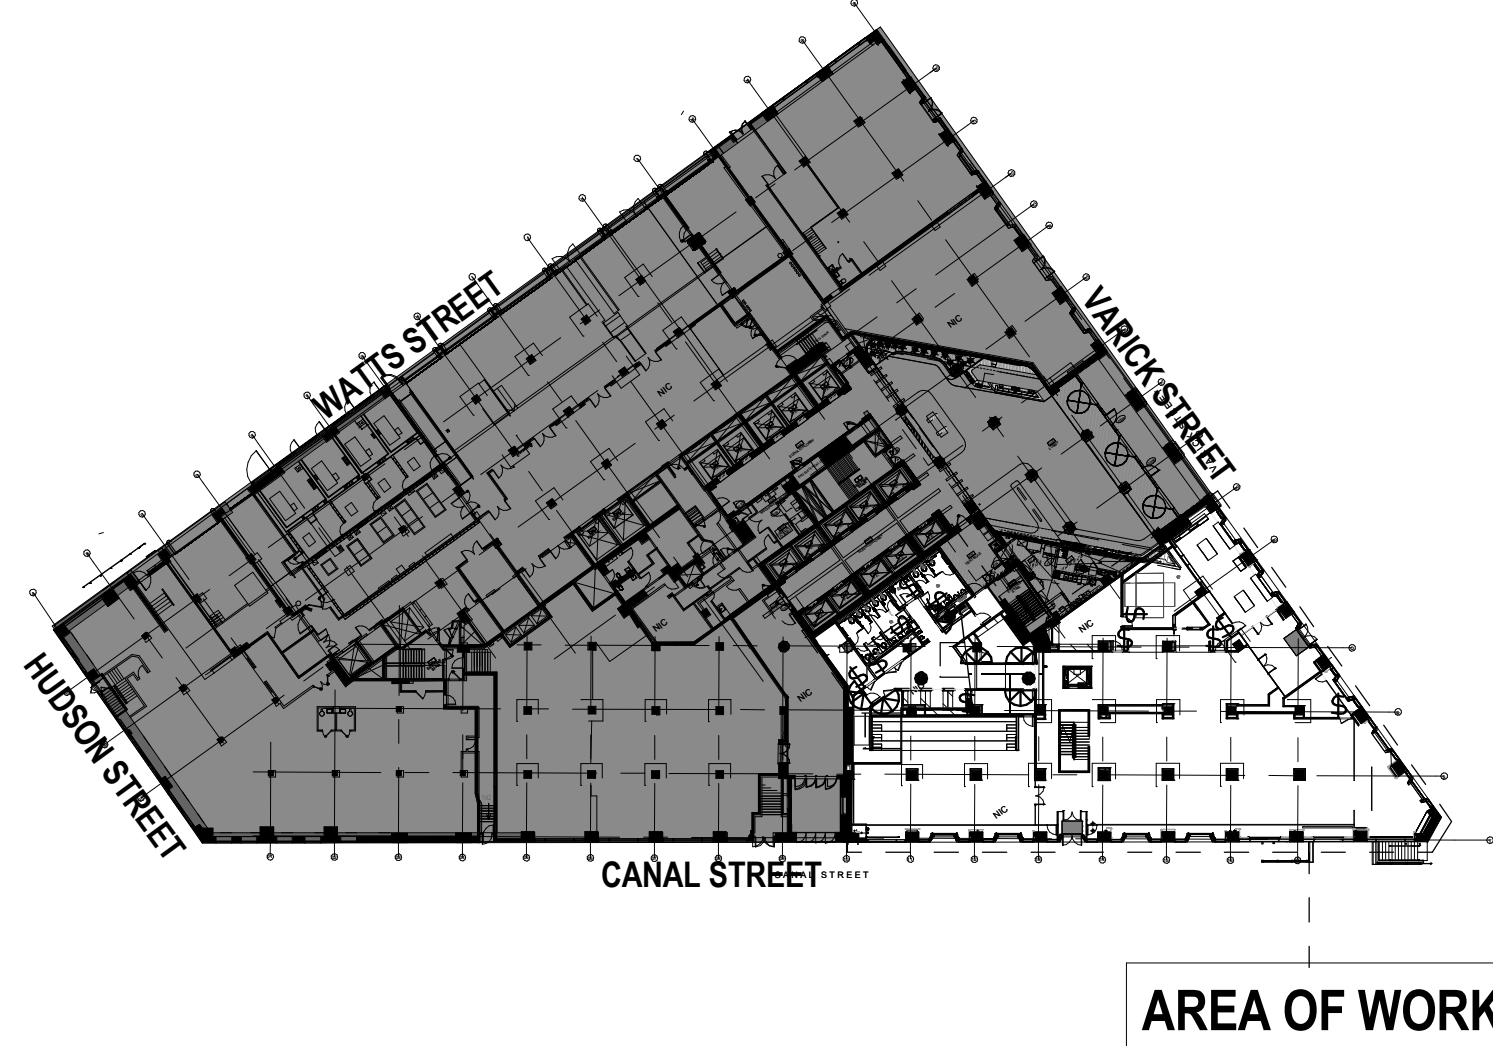 WATTS STREET
VARICK STREET
NIC
NIC
NIC
NIC
NIC
HUDSON STREET
NIC
CANAL STREET
CANAL STREET
AREA OF WORK